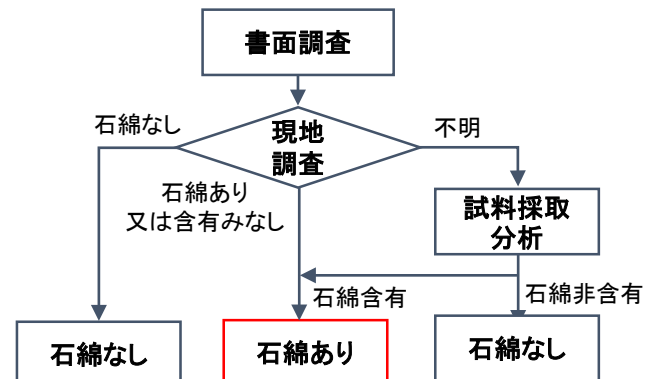 書面調査
石綿なし
現地
調査
不明
石綿あり
又は含有みなし
試料採取
分析
石綿含有
石綿非含有
石綿なし
石綿あり
石綿なし